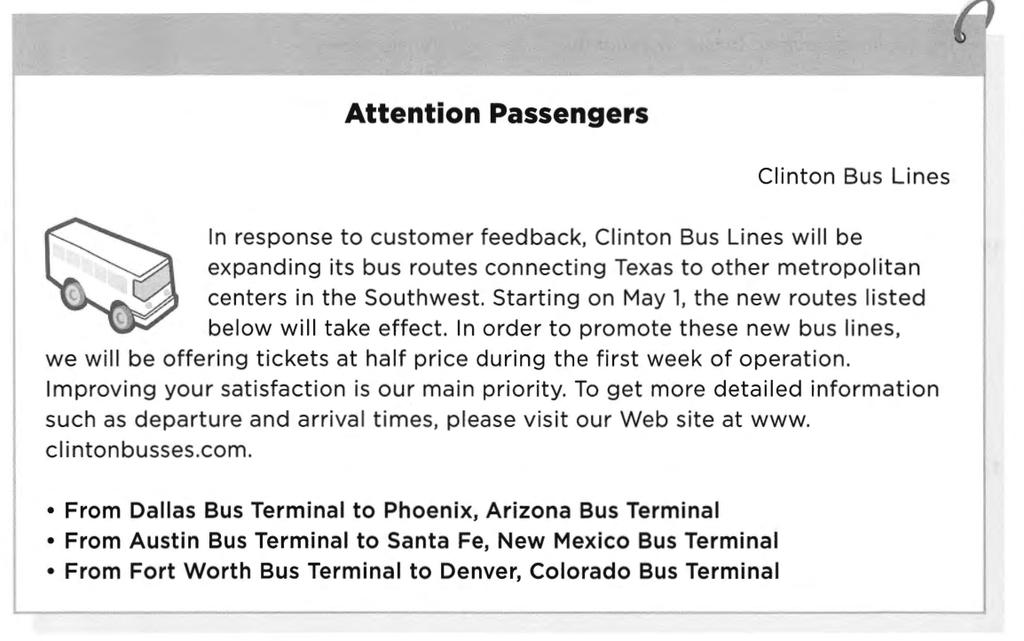 Attention Passengers
Clinton Bus Lines
In response to customer feedback, Clinton Bus Lines will be
expanding its bus routes connecting Texas to other metropolitan
centers in the Southwest. Starting on May 1, the new routes listed
below will take effect. In order to promote these new bus lines,
we will be offering tickets at half price during the first week of operation.
Improving your satisfaction is our main priority. To get more detailed information
such as departure and arrival times, please visit our Web site at www.
clintonbusses.com.
• From Dallas Bus Terminal to Phoenix, Arizona Bus Terminal
• From Austin Bus Terminal to Santa Fe, New Mexico Bus Terminal
• From Fort Worth Bus Terminal to Denver, Colorado Bus Terminal